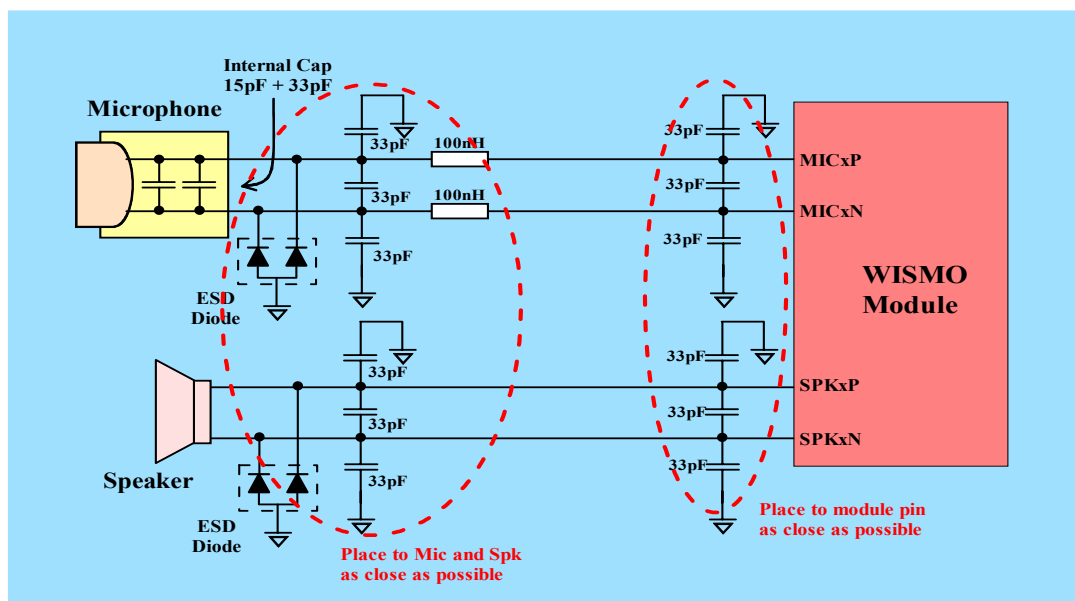 Internal Cap
15pF + 33pF
Microphone
33pF
100nH
33pF
MICxP
33pF
100nH
33pF
MICxN
33pF
33pF
WISMO
Module
ESD
Diode
33pF
33pF
SPKxP
33pF
33pF
SPKxN
33pF
33pF
Speaker
ESD
Diode
Place to module pin
as close as possible
Place to Mic and Spk
as close as possible